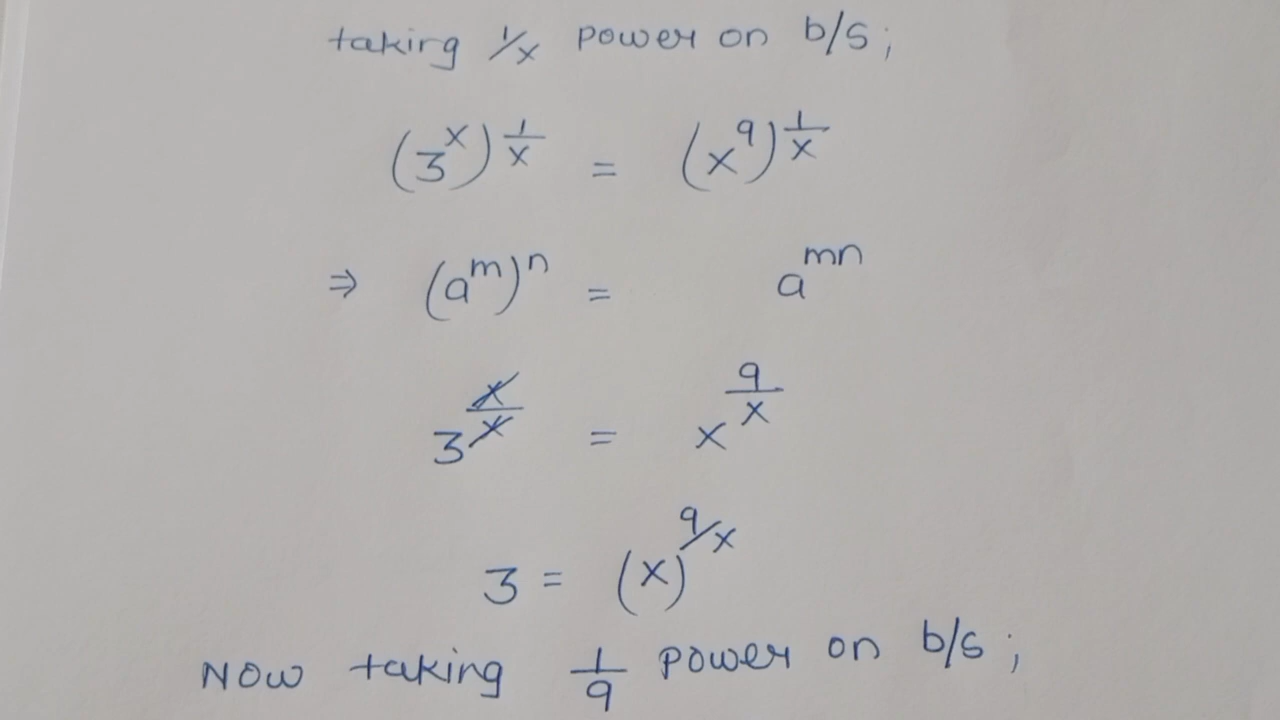 taking 1/x power on b/s;
(3^x)^(1/x) = (x^9)^(1/x)
⇒ (a^m)^n = a^(mn)
3^(x/x) = x^(9/x)
3 = (x)^(9/x)
Now taking 1/9 power on b/s;